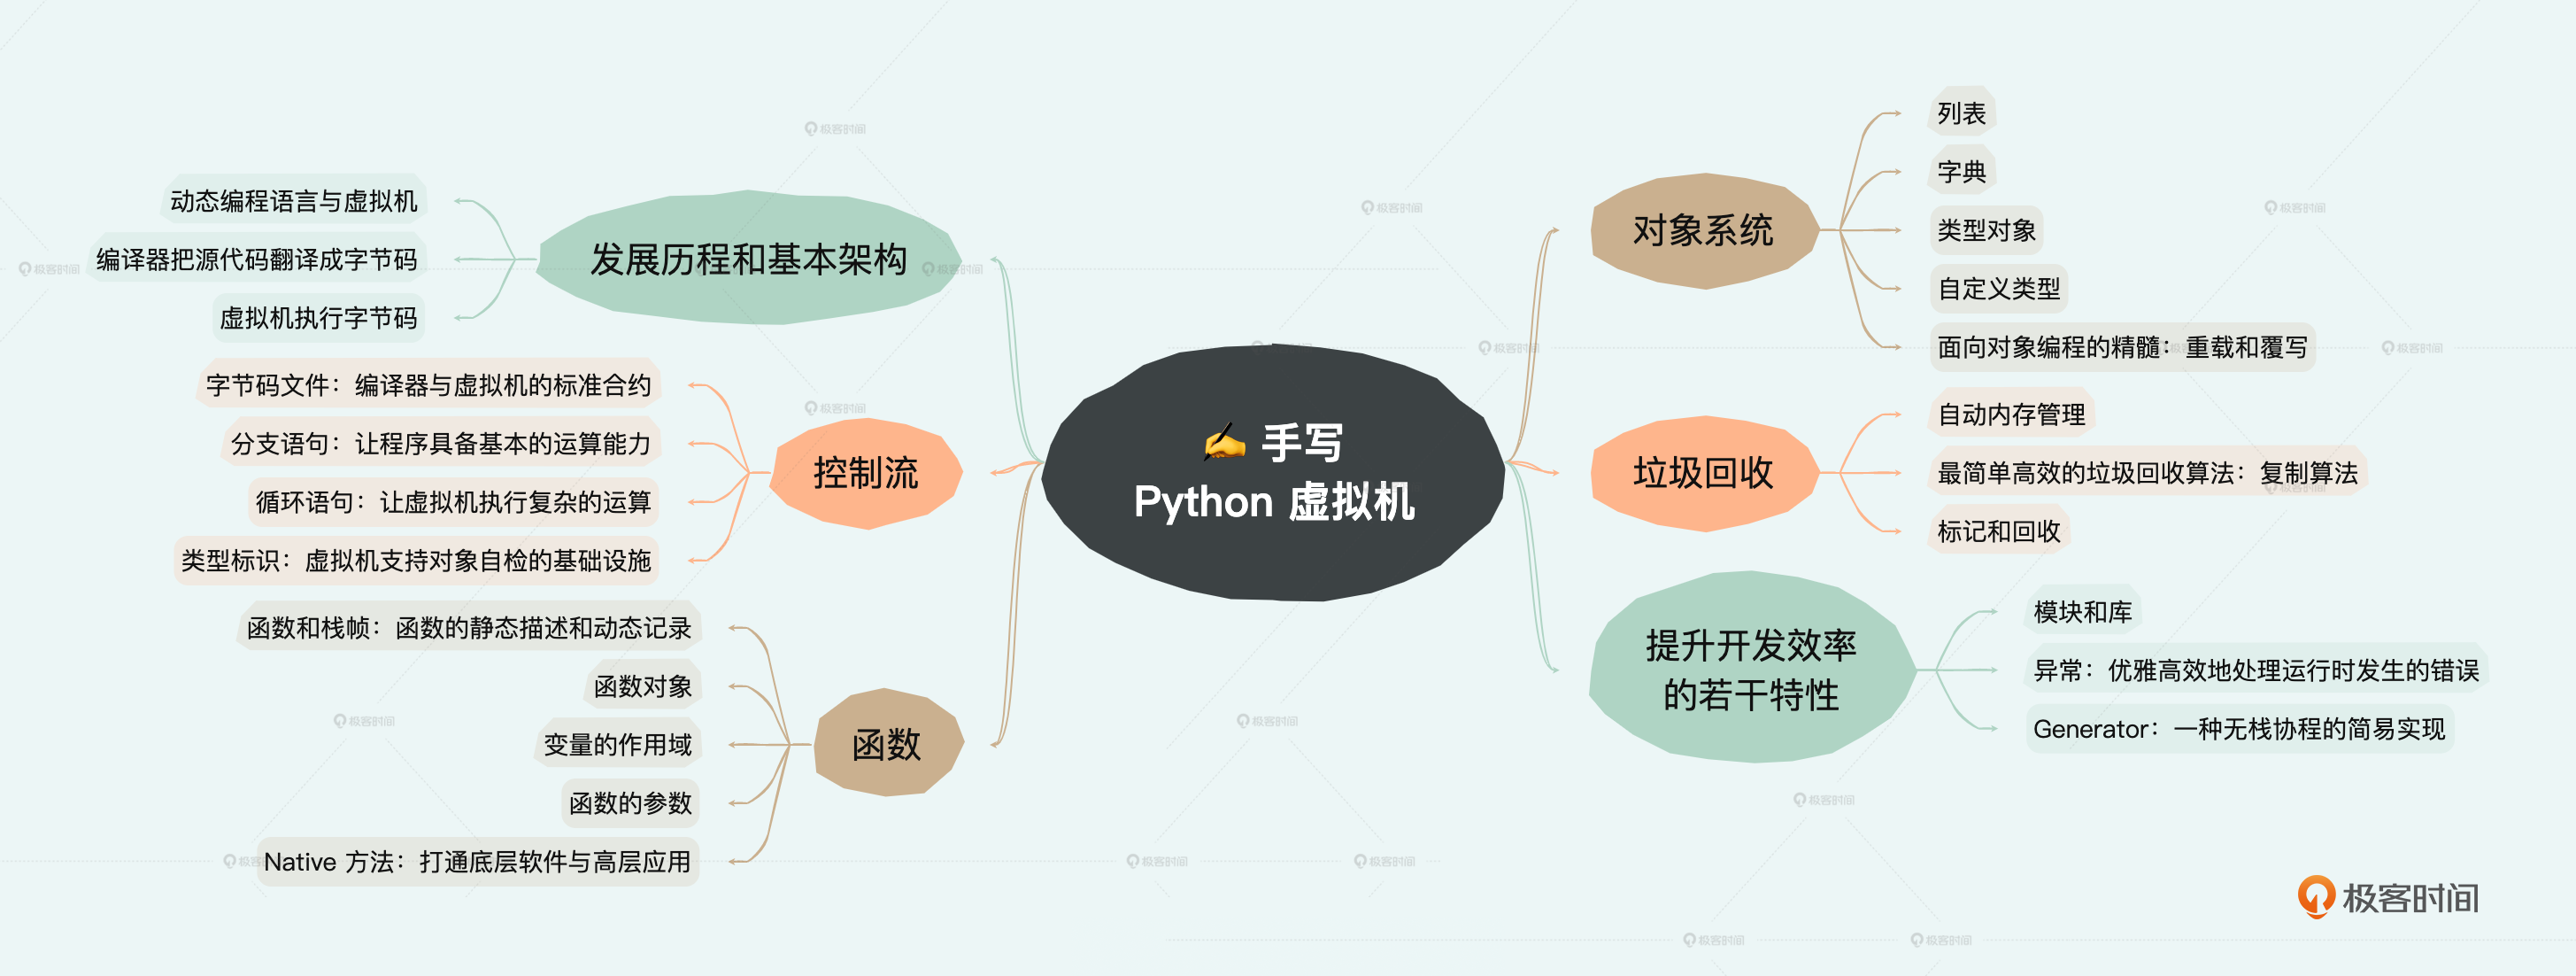 ✍️ 手写
Python 虚拟机
发展历程和基本架构
动态编程语言与虚拟机
编译器把源代码翻译成字节码
虚拟机执行字节码
控制流
字节码文件：编译器与虚拟机的标准合约
分支语句：让程序具备基本的运算能力
循环语句：让虚拟机执行复杂的运算
类型标识：虚拟机支持对象自检的基础设施
函数
函数和栈帧：函数的静态描述和动态记录
函数对象
变量的作用域
函数的参数
Native 方法：打通底层软件与高层应用
对象系统
列表
字典
类型对象
自定义类型
面向对象编程的精髓：重载和覆写
垃圾回收
自动内存管理
最简单高效的垃圾回收算法：复制算法
标记和回收
提升开发效率
的若干特性
模块和库
异常：优雅高效地处理运行时发生的错误
Generator：一种无栈协程的简易实现
极客时间